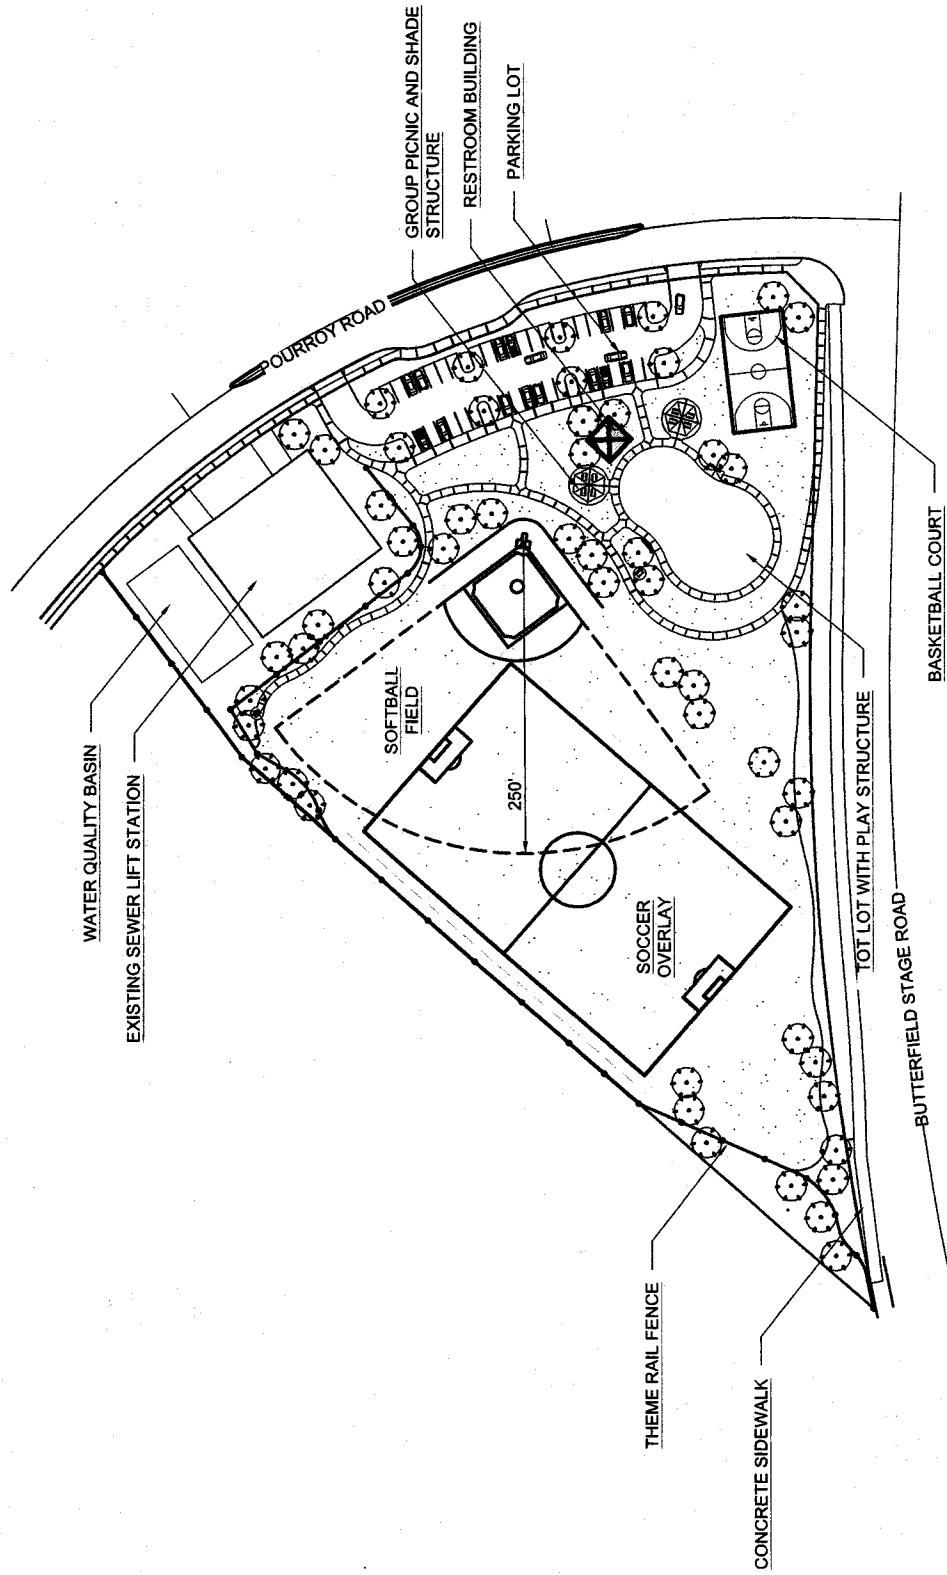 GROUP PICNIC AND SHADE
STRUCTURE
RESTROOM BUILDING
PARKING LOT
POURROY ROAD
WATER QUALITY BASIN
EXISTING SEWER LIFT STATION
SOFTBALL
FIELD
250'
SOCCER
OVERLAY
BASKETBALL COURT
TOT LOT WITH PLAY STRUCTURE
BUTTERFIELD STAGE ROAD
THEME RAIL FENCE
CONCRETE SIDEWALK